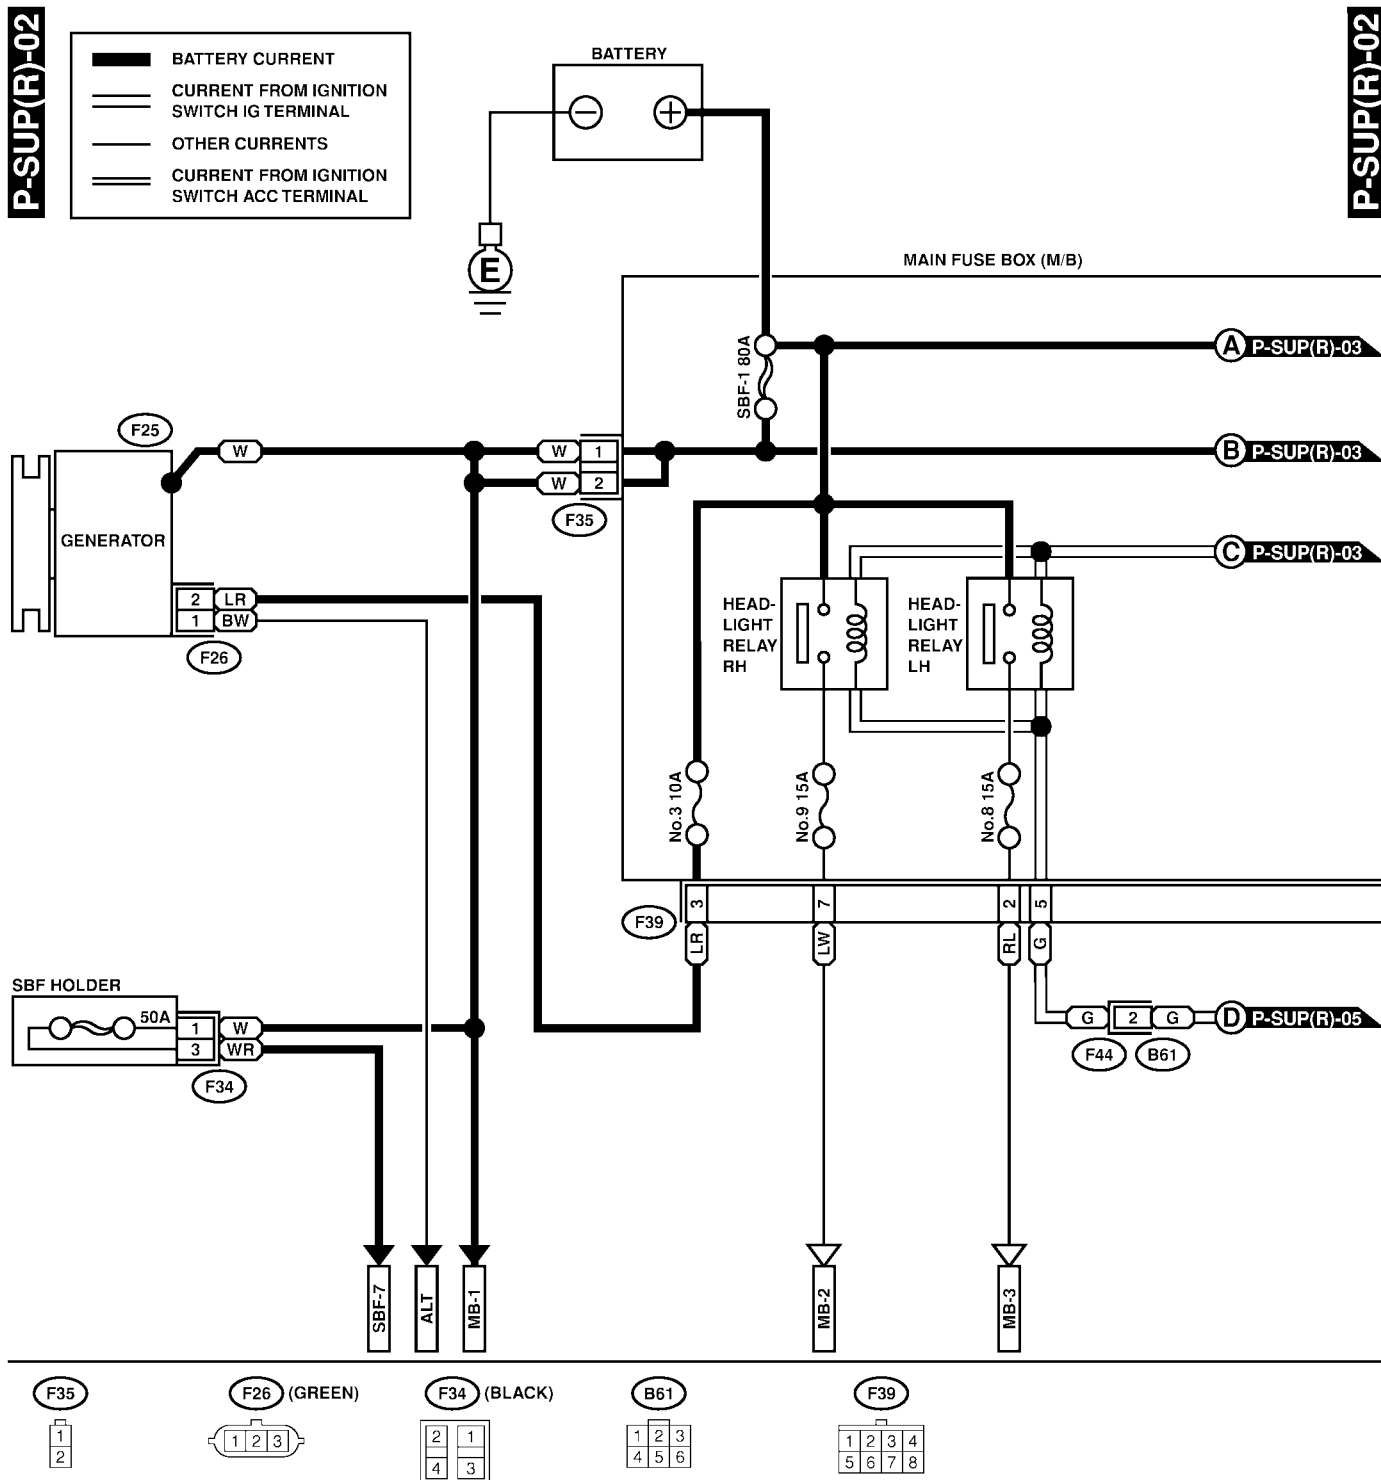 P-SUP(R)-02
P-SUP(R)-02
BATTERY CURRENT
CURRENT FROM IGNITION
SWITCH IG TERMINAL
OTHER CURRENTS
CURRENT FROM IGNITION
SWITCH ACC TERMINAL
BATTERY
−
+
E
MAIN FUSE BOX (M/B)
SBF-1 80A
A P-SUP(R)-03
F25
W
W 1
B P-SUP(R)-03
W 2
F35
GENERATOR
C P-SUP(R)-03
2 LR
1 BW
F26
HEAD-
LIGHT
RELAY
RH
HEAD-
LIGHT
RELAY
LH
No.3 10A
No.9 15A
No.8 15A
F39
3
7
2
5
LR
LW
RL
G
SBF HOLDER
50A
1 W
3 WR
F34
G 2 G
D P-SUP(R)-05
F44
B61
SBF-7
ALT
MB-1
MB-2
MB-3
F35
F26 (GREEN)
F34 (BLACK)
B61
F39
1
2
1 2 3
2 1
4 3
1 2 3
4 5 6
1 2 3 4
5 6 7 8